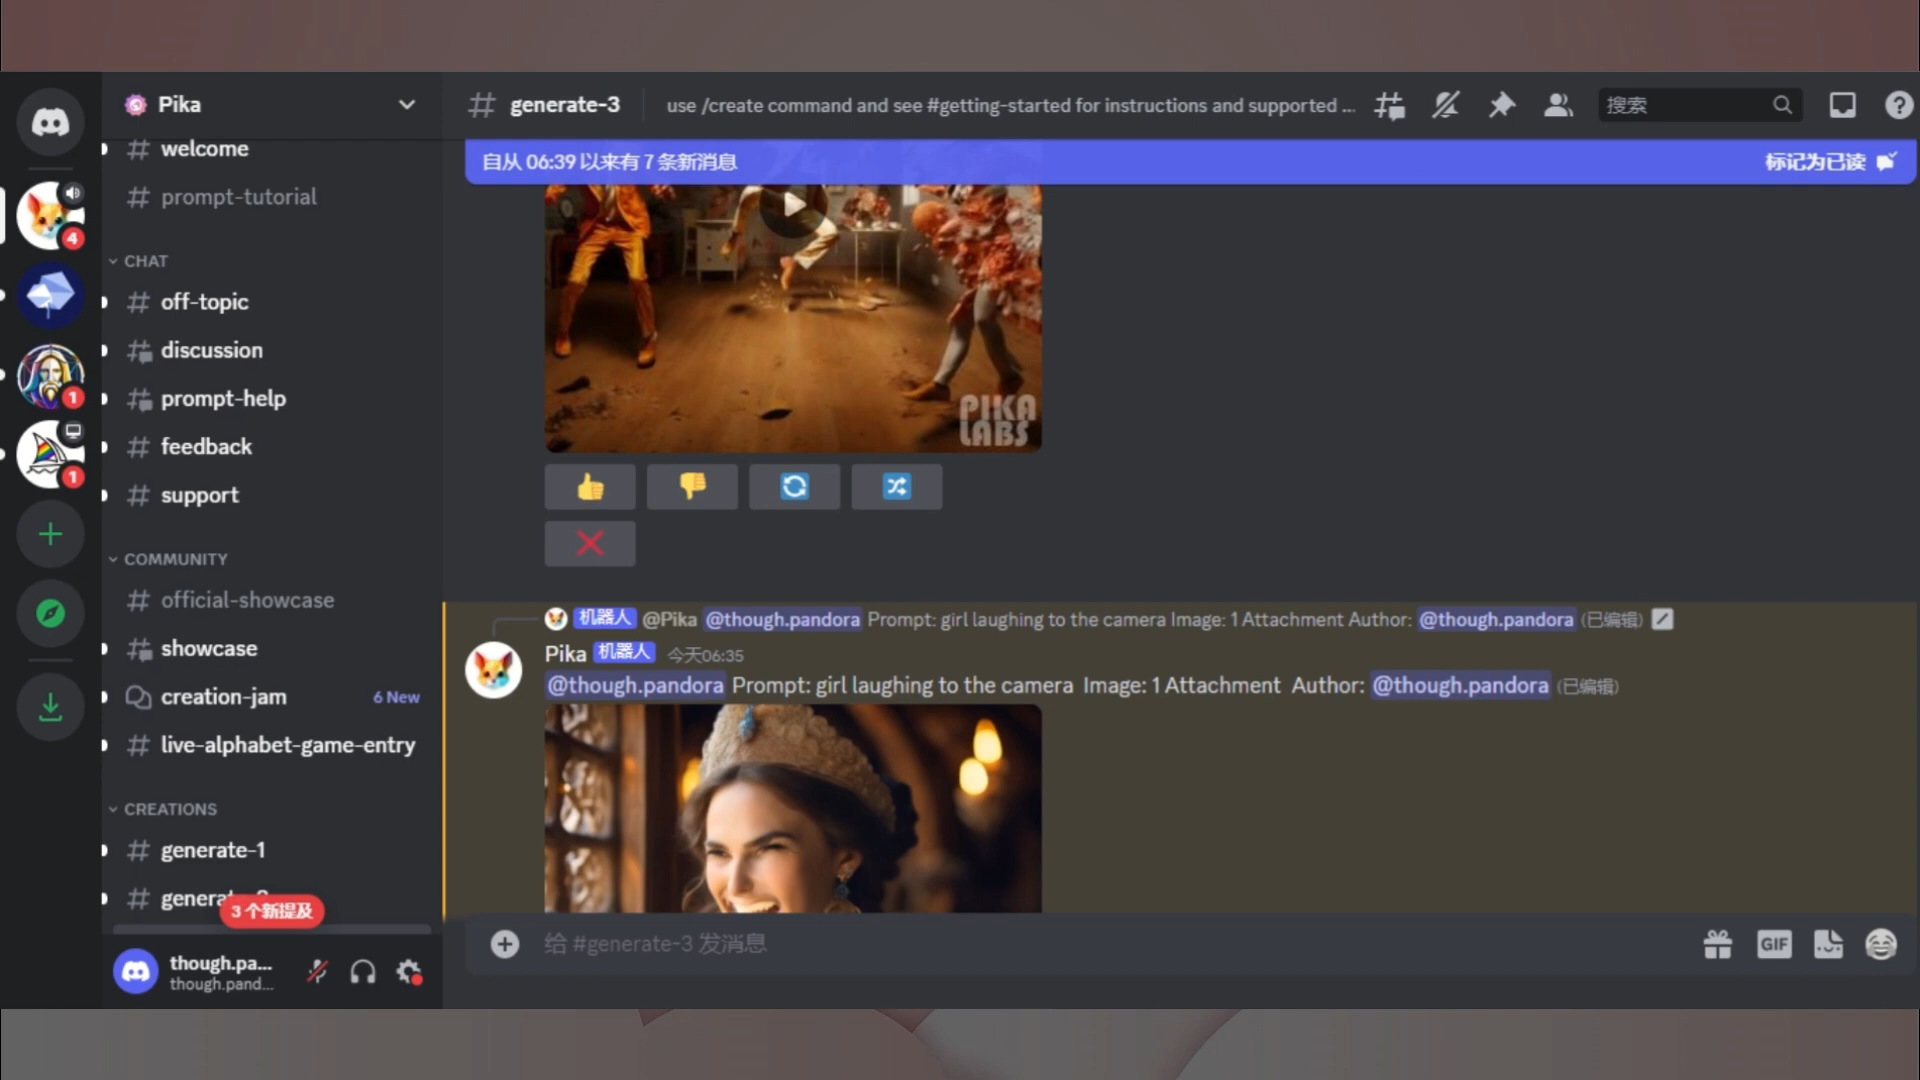 Pika
welcome
prompt-tutorial
CHAT
off-topic
discussion
prompt-help
feedback
support
COMMUNITY
official-showcase
showcase
creation-jam 6 New
live-alphabet-game-entry
CREATIONS
generate-1
3 个新提及
though.pa...
though.pand...
4
1
1
generate-3 use /create command and see #getting-started for instructions and supported ... 搜索
自从 06:39 以来有 7 条新消息 标记为已读
PIKA
LABS
机器人 @Pika @though.pandora Prompt: girl laughing to the camera Image: 1 Attachment Author: @though.pandora (已编辑)
Pika 机器人 今天06:35
@though.pandora Prompt: girl laughing to the camera Image: 1 Attachment Author: @though.pandora (已编辑)
给 #generate-3 发消息
GIF